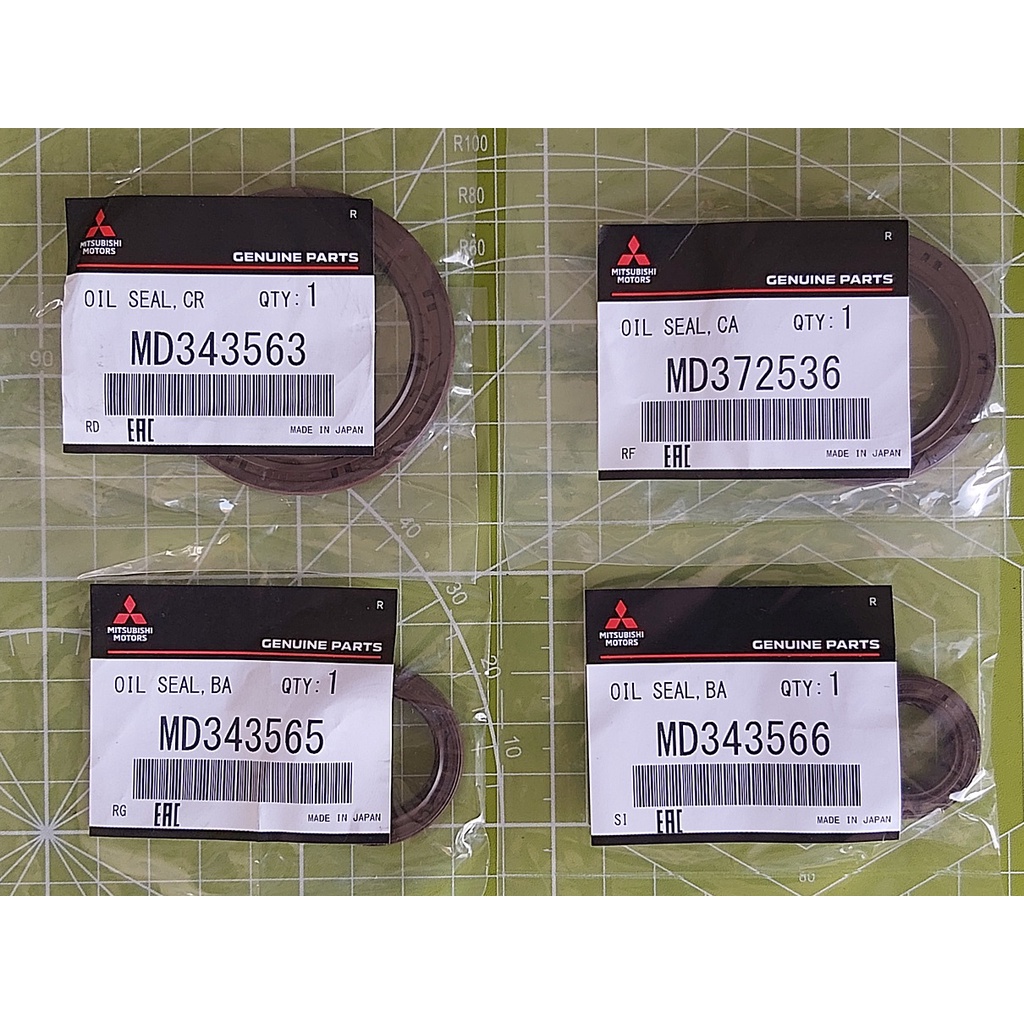 R100
R80
R60
90
R
MITSUBISHI
MOTORS
GENUINE PARTS
OIL SEAL,CR QTY:1
MD343563
RD EAC MADE IN JAPAN
R
MITSUBISHI
MOTORS
GENUINE PARTS
OIL SEAL,CA QTY:1
MD372536
RF EAC MADE IN JAPAN
40
30
20
10
R
MITSUBISHI
MOTORS
GENUINE PARTS
OIL SEAL,BA QTY:1
MD343565
RG EAC MADE IN JAPAN
R
MITSUBISHI
MOTORS
GENUINE PARTS
OIL SEAL,BA QTY:1
MD343566
SI EAC MADE IN JAPAN